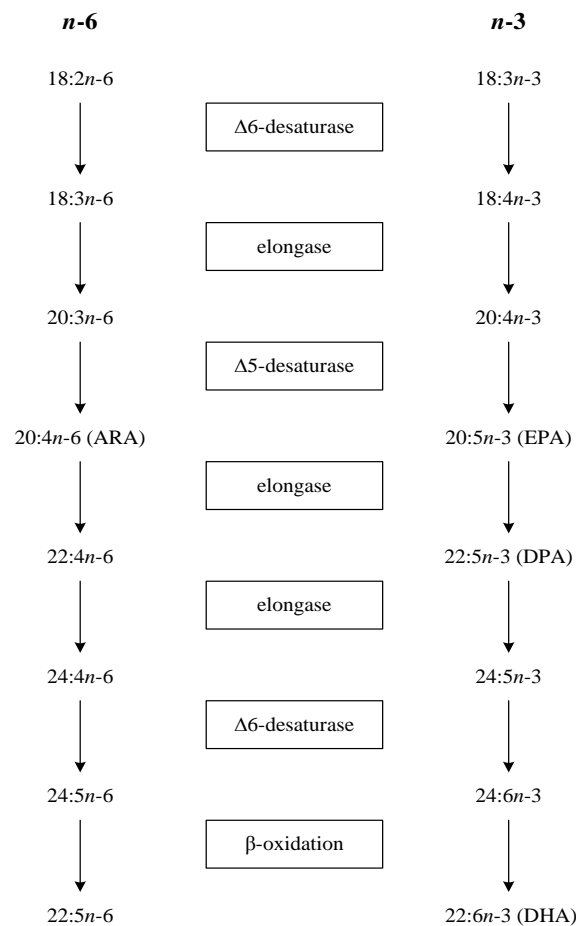 n-6 n-3
18:2n-6 18:3n-3
Δ6-desaturase
18:3n-6 18:4n-3
elongase
20:3n-6 20:4n-3
Δ5-desaturase
20:4n-6 (ARA) 20:5n-3 (EPA)
elongase
22:4n-6 22:5n-3 (DPA)
elongase
24:4n-6 24:5n-3
Δ6-desaturase
24:5n-6 24:6n-3
β-oxidation
22:5n-6 22:6n-3 (DHA)